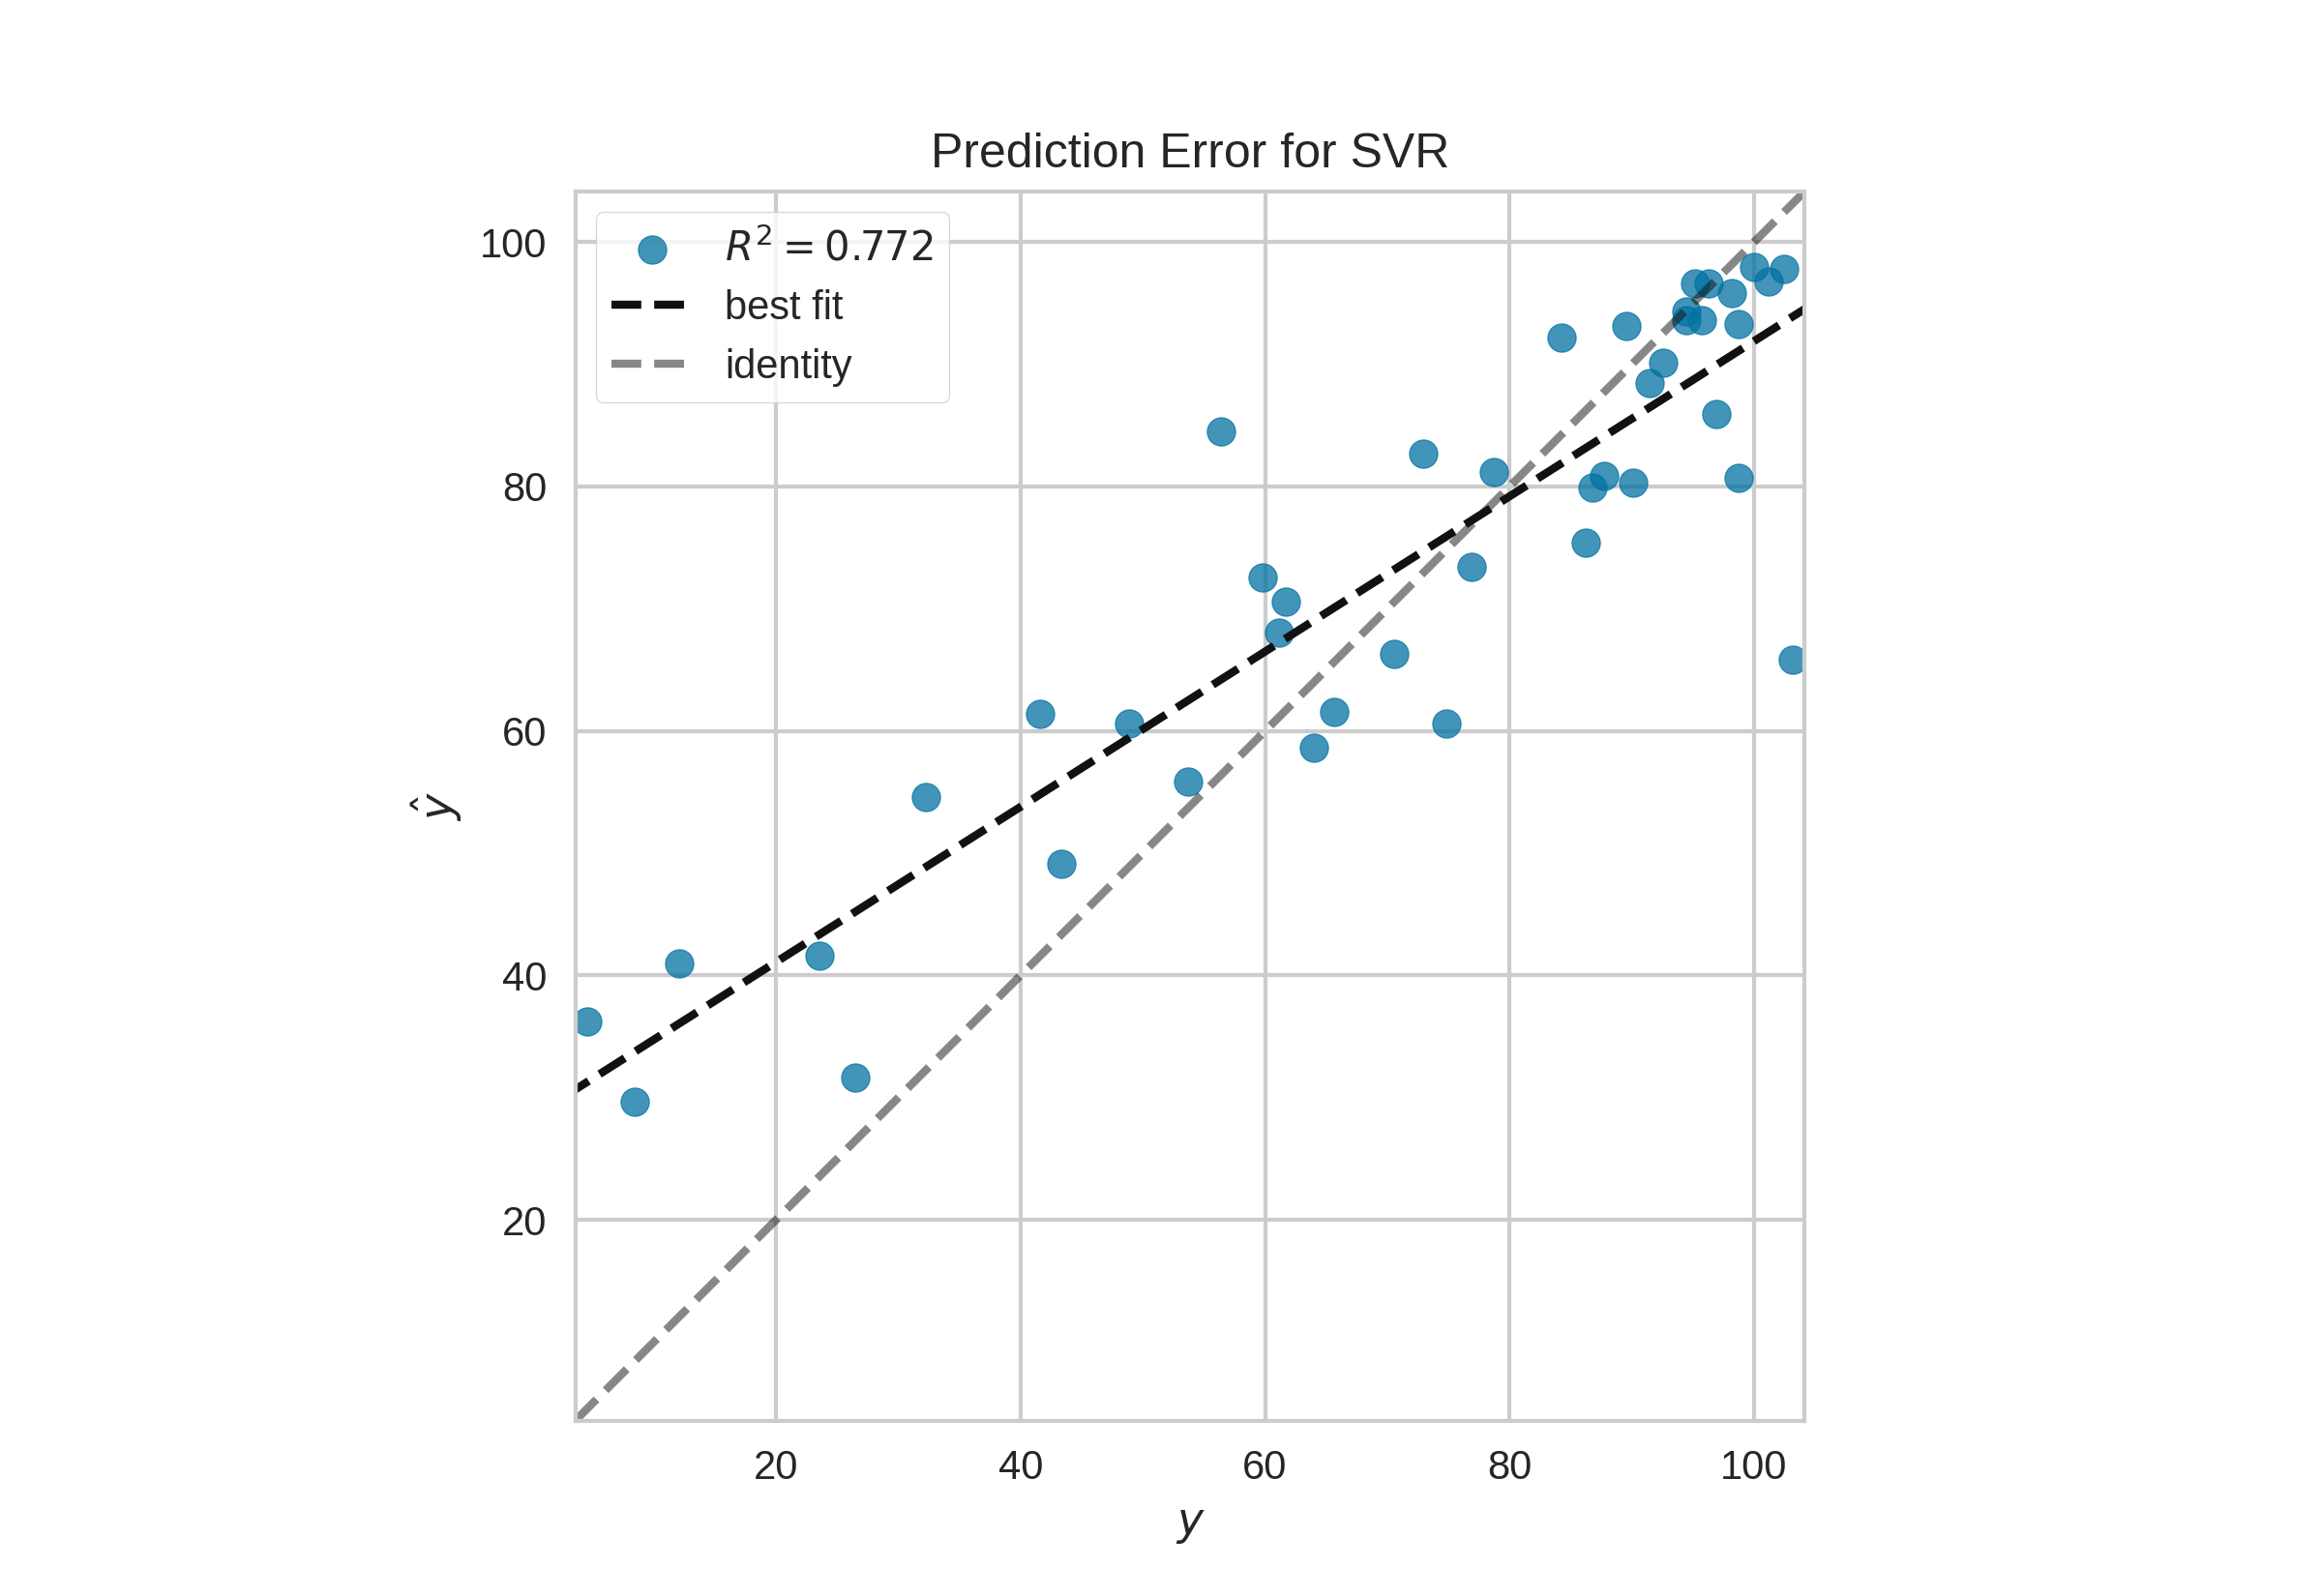 Prediction Error for SVR
R² = 0.772
best fit
identity
100
80
60
40
20
ŷ
20 40 60 80 100
y